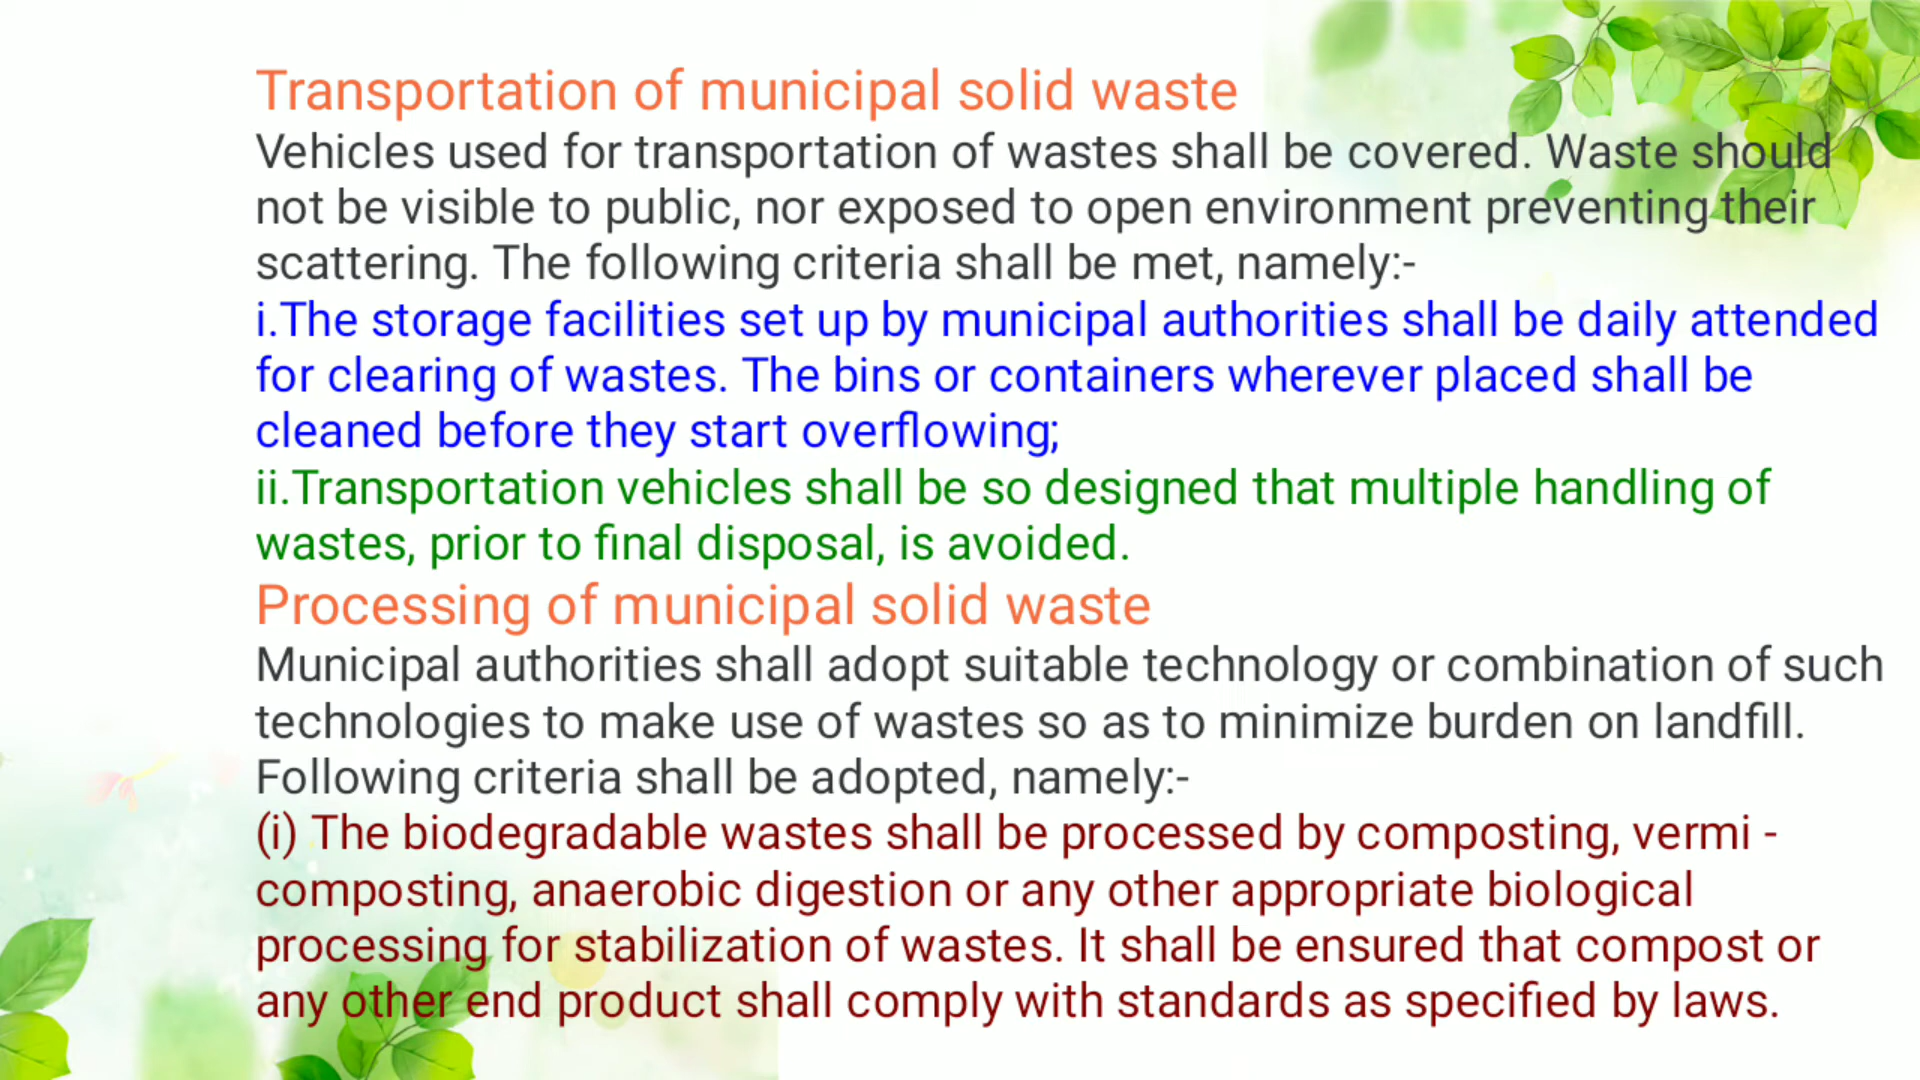 Transportation of municipal solid waste
Vehicles used for transportation of wastes shall be covered. Waste should
not be visible to public, nor exposed to open environment preventing their
scattering. The following criteria shall be met, namely:-
i.The storage facilities set up by municipal authorities shall be daily attended
for clearing of wastes. The bins or containers wherever placed shall be
cleaned before they start overflowing;
ii.Transportation vehicles shall be so designed that multiple handling of
wastes, prior to final disposal, is avoided.
Processing of municipal solid waste
Municipal authorities shall adopt suitable technology or combination of such
technologies to make use of wastes so as to minimize burden on landfill.
Following criteria shall be adopted, namely:-
(i) The biodegradable wastes shall be processed by composting, vermi -
composting, anaerobic digestion or any other appropriate biological
processing for stabilization of wastes. It shall be ensured that compost or
any other end product shall comply with standards as specified by laws.